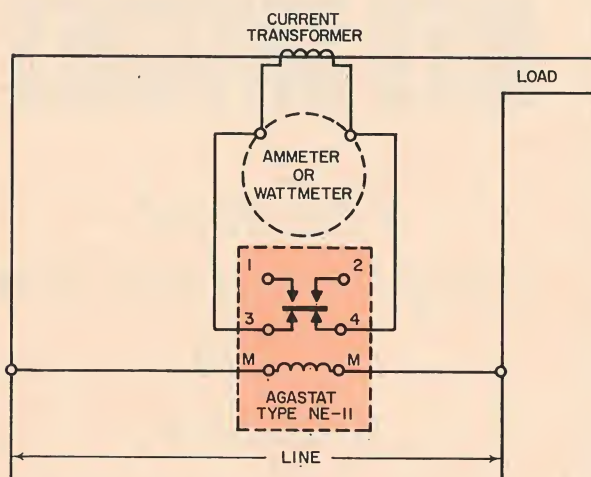 CURRENT
TRANSFORMER
LOAD
AMMETER
OR
WATTMETER
1 2
3 4
M M
AGASTAT
TYPE NE-11
LINE